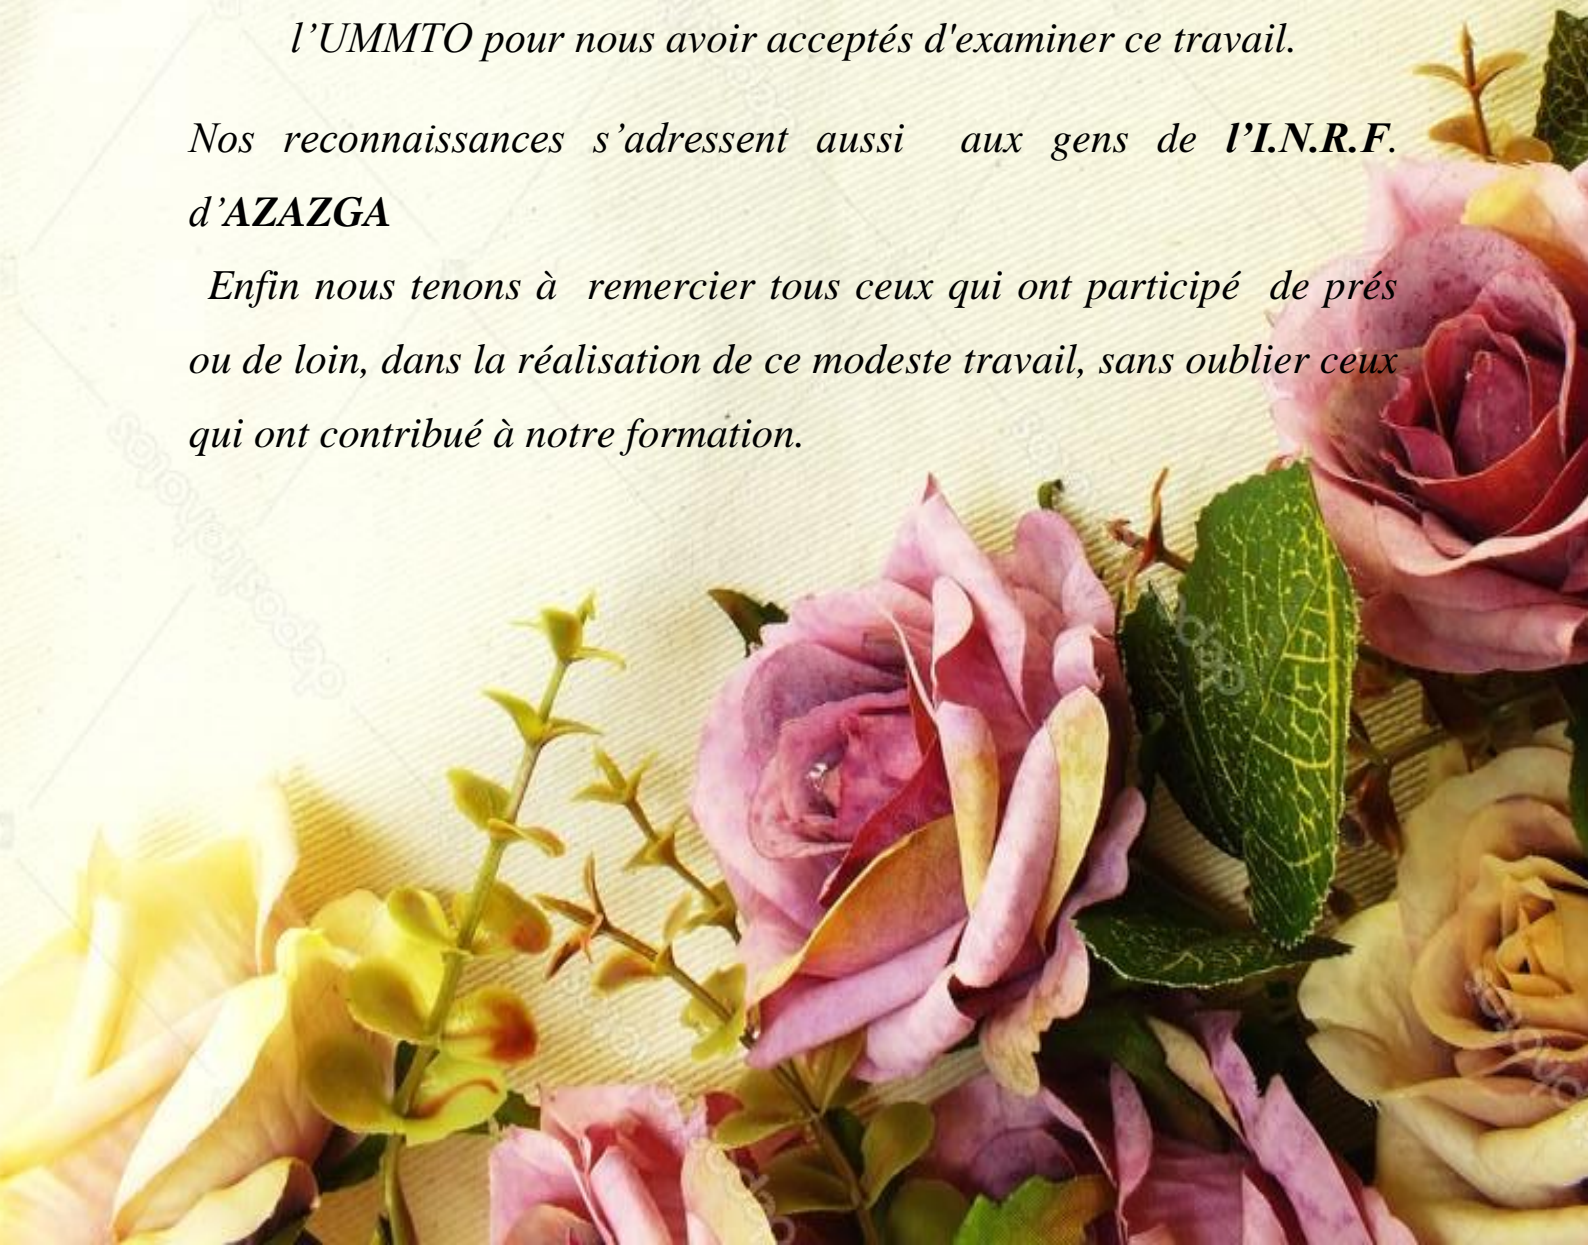 l’UMMTO pour nous avoir acceptés d'examiner ce travail.
Nos reconnaissances s’adressent aussi aux gens de l’I.N.R.F.
d’AZAZGA
Enfin nous tenons à remercier tous ceux qui ont participé de prés
ou de loin, dans la réalisation de ce modeste travail, sans oublier ceux
qui ont contribué à notre formation.
depositphotos